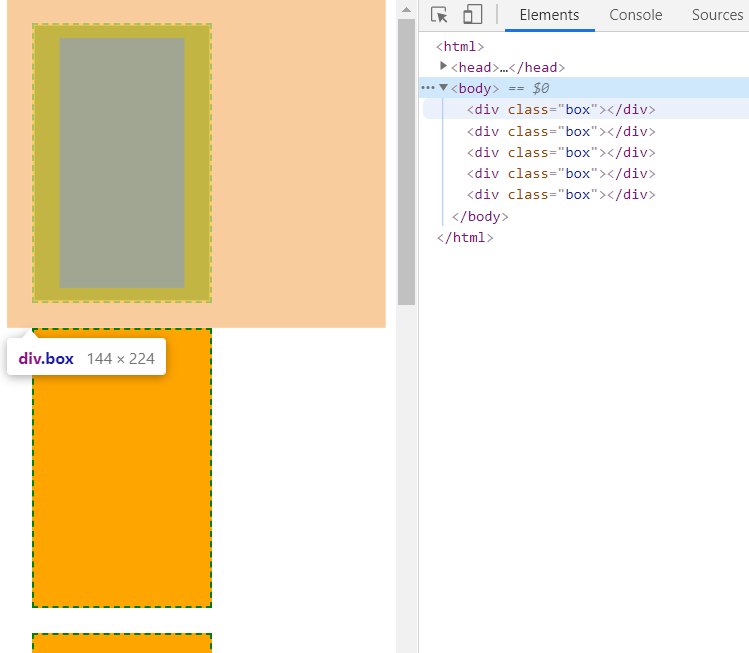 div.box 144 × 224
Elements Console Sources
<html>
<head>…</head>
<body> == $0
<div class="box"></div>
<div class="box"></div>
<div class="box"></div>
<div class="box"></div>
<div class="box"></div>
</body>
</html>